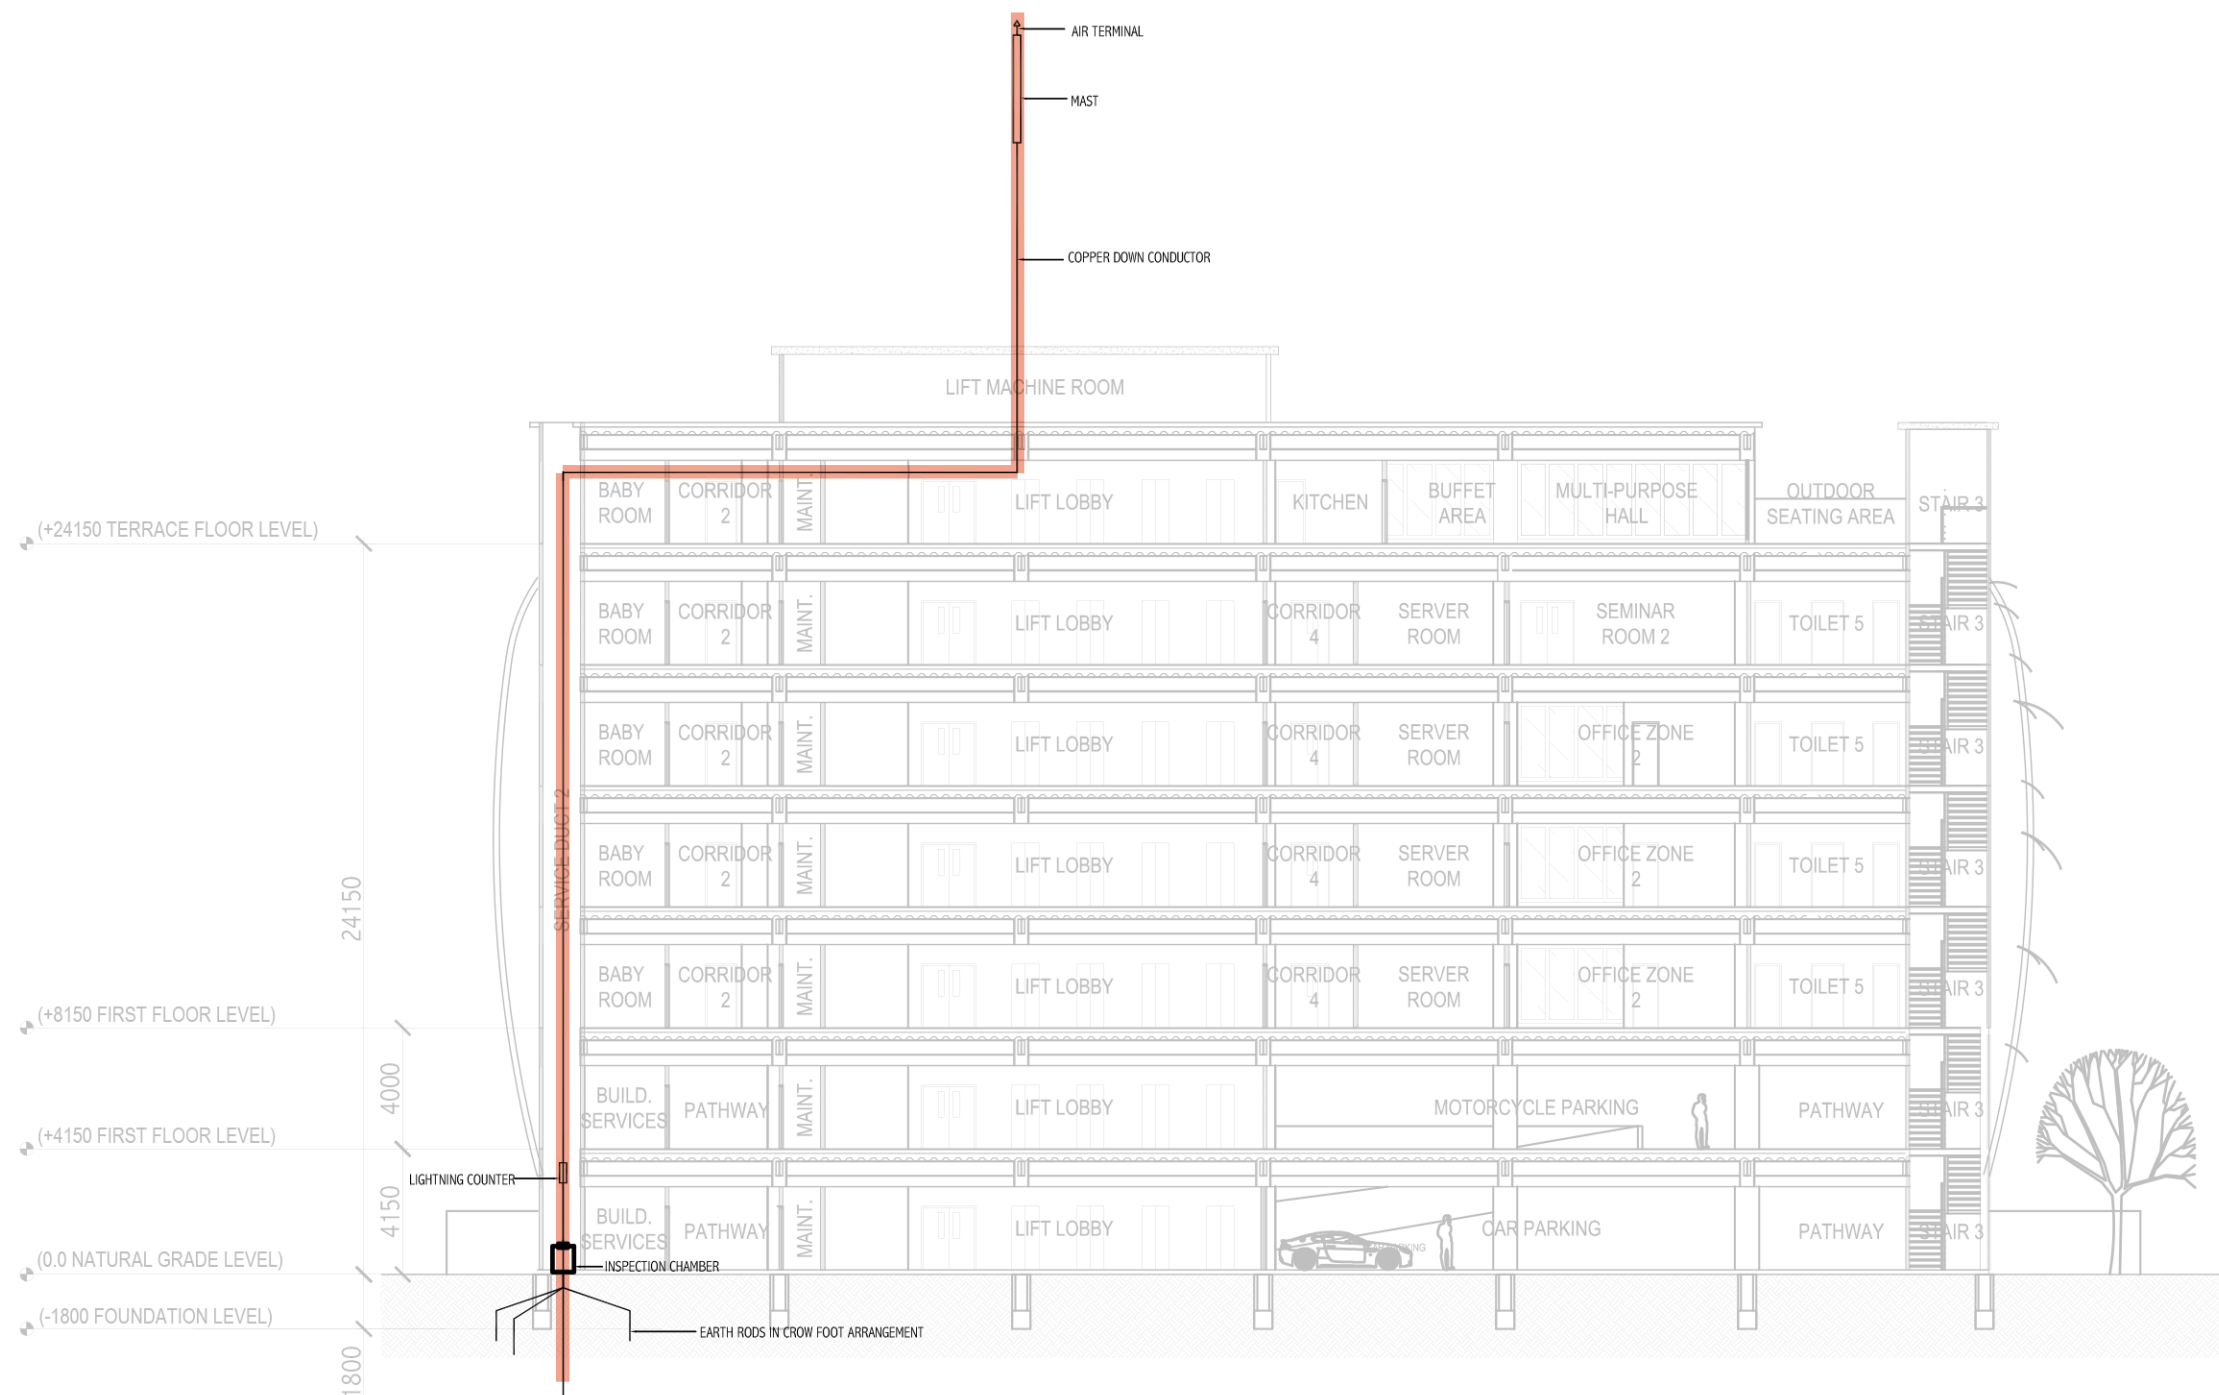 AIR TERMINAL
MAST
COPPER DOWN CONDUCTOR
LIFT MACHINE ROOM
BABY
ROOM
CORRIDOR
2
MAINT.
LIFT LOBBY
KITCHEN
BUFFET
AREA
MULTI-PURPOSE
HALL
OUTDOOR
SEATING AREA
STAIR 3
(+24150 TERRACE FLOOR LEVEL)
BABY
ROOM
CORRIDOR
2
MAINT.
LIFT LOBBY
CORRIDOR
4
SERVER
ROOM
SEMINAR
ROOM 2
TOILET 5
STAIR 3
BABY
ROOM
CORRIDOR
2
MAINT.
LIFT LOBBY
CORRIDOR
4
SERVER
ROOM
OFFICE ZONE
2
TOILET 5
STAIR 3
SERVICE DUCT 2
BABY
ROOM
CORRIDOR
2
MAINT.
LIFT LOBBY
CORRIDOR
4
SERVER
ROOM
OFFICE ZONE
2
TOILET 5
STAIR 3
24150
BABY
ROOM
CORRIDOR
2
MAINT.
LIFT LOBBY
CORRIDOR
4
SERVER
ROOM
OFFICE ZONE
2
TOILET 5
STAIR 3
(+8150 FIRST FLOOR LEVEL)
4000
BUILD.
SERVICES
PATHWAY
MAINT.
LIFT LOBBY
MOTORCYCLE PARKING
PATHWAY
STAIR 3
(+4150 FIRST FLOOR LEVEL)
LIGHTNING COUNTER
4150
BUILD.
SERVICES
PATHWAY
MAINT.
LIFT LOBBY
CAR PARKING
CAR PARKING
PATHWAY
STAIR 3
(0.0 NATURAL GRADE LEVEL)
INSPECTION CHAMBER
(-1800 FOUNDATION LEVEL)
EARTH RODS IN CROW FOOT ARRANGEMENT
1800